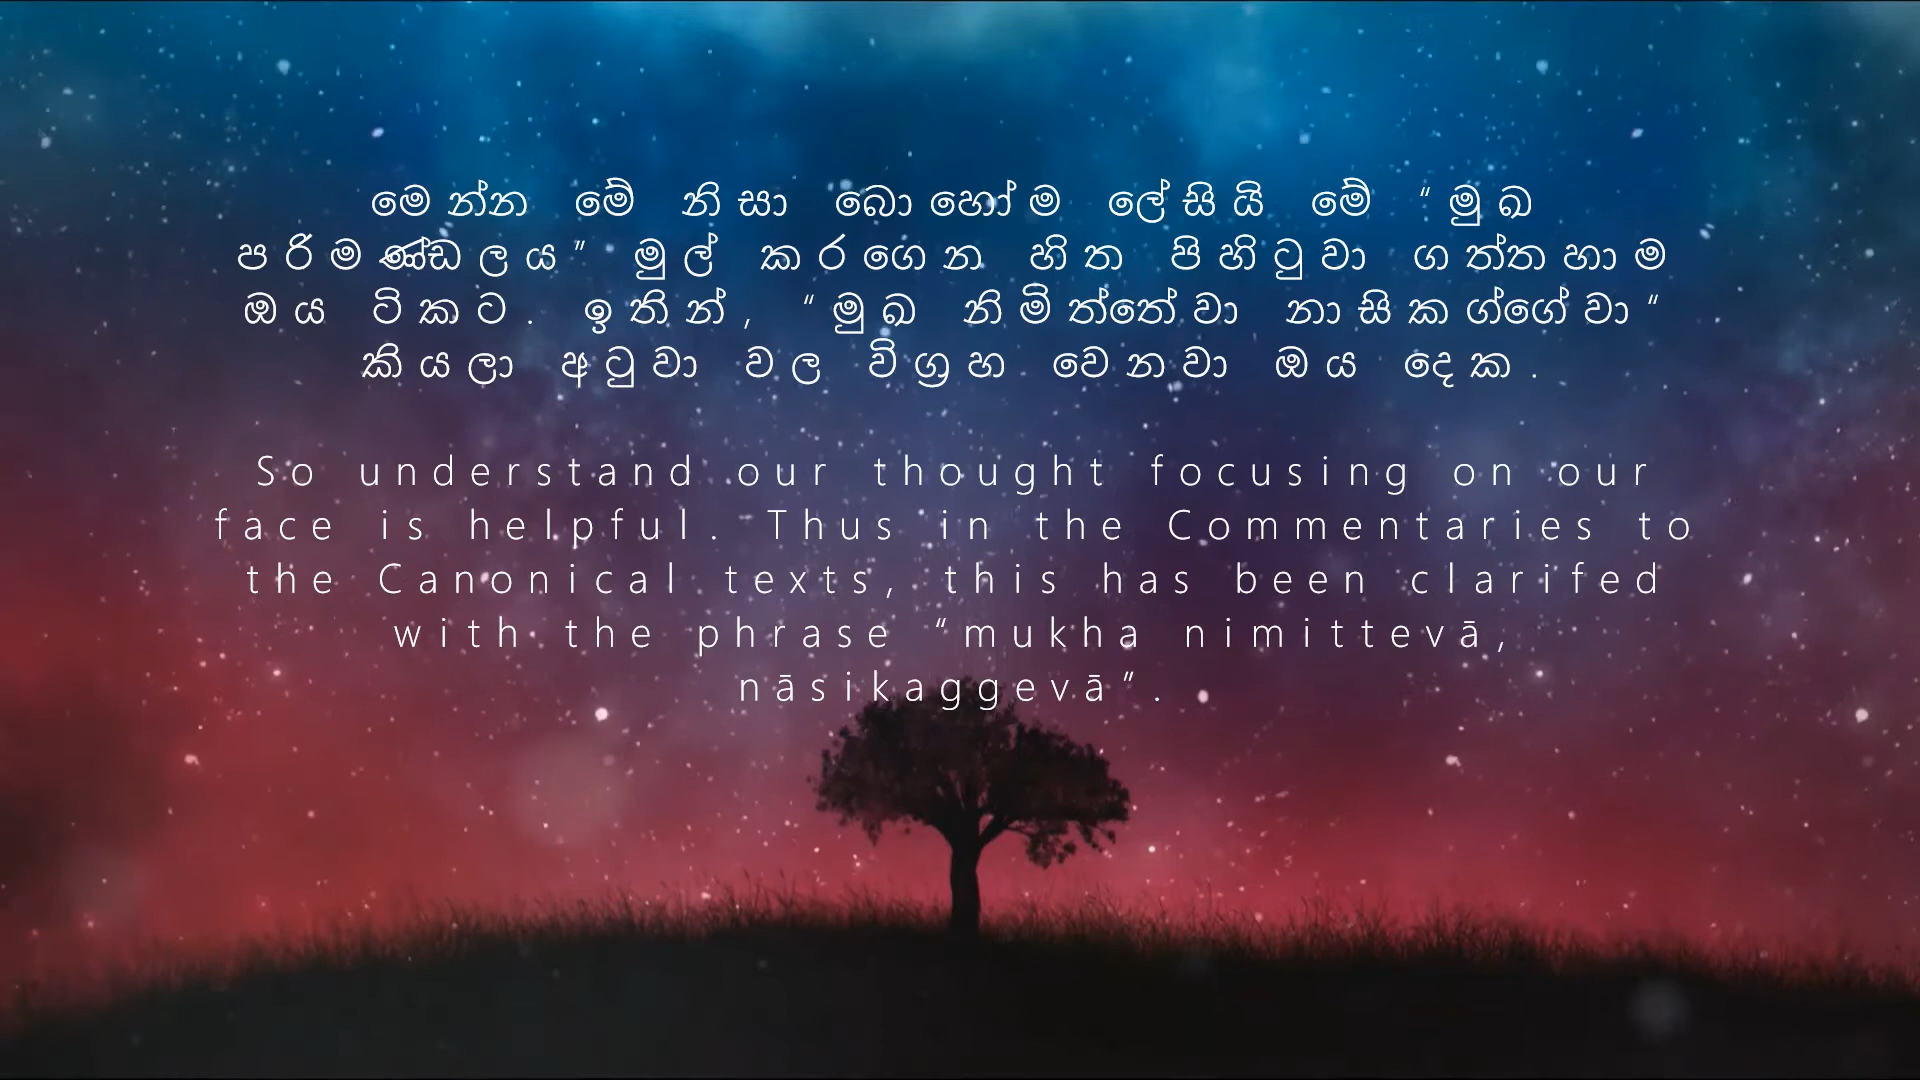 මෙන්න මේ නිසා බොහෝම ලේසියි මේ “මුඛ
පරිමණ්ඩලය” මුල් කරගෙන හිත පිහිටුවා ගත්තහාම
ඔය ටිකට. ඉතින්, “මුඛ නිමිත්තේවා නාසිකග්ගේවා“
කියලා අටුවා වල විග්‍රහ වෙනවා ඔය දෙක.
So understand our thought focusing on our
face is helpful. Thus in the Commentaries to
the Canonical texts, this has been clarifed
with the phrase “mukha nimittevā,
nāsikaggevā”.